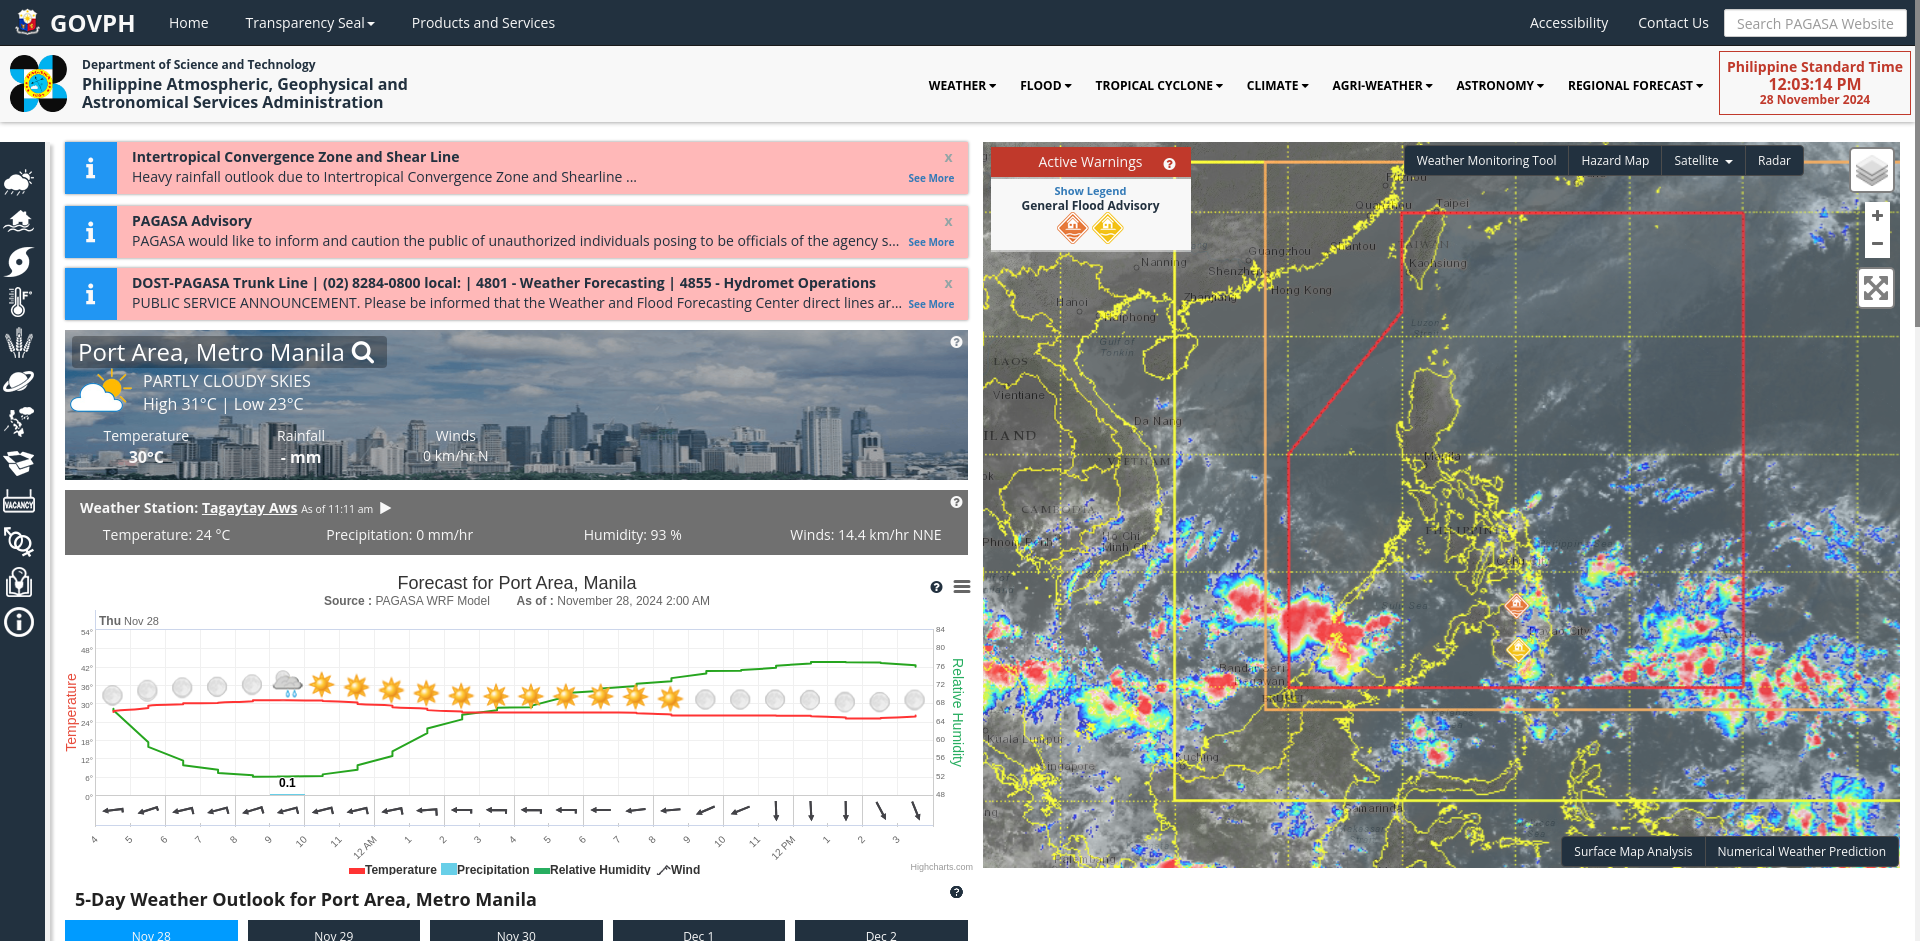 GOVPH
Home
Transparency Seal
Products and Services
Accessibility
Contact Us
Search PAGASA Website
Department of Science and Technology
Philippine Atmospheric, Geophysical and
Astronomical Services Administration
WEATHER
FLOOD
TROPICAL CYCLONE
CLIMATE
AGRI-WEATHER
ASTRONOMY
REGIONAL FORECAST
Philippine Standard Time
12:03:14 PM
28 November 2024
Intertropical Convergence Zone and Shear Line
x
Heavy rainfall outlook due to Intertropical Convergence Zone and Shearline ...
See More
PAGASA Advisory
x
PAGASA would like to inform and caution the public of unauthorized individuals posing to be officials of the agency s...
See More
DOST-PAGASA Trunk Line | (02) 8284-0800 local: | 4801 - Weather Forecasting | 4855 - Hydromet Operations
x
PUBLIC SERVICE ANNOUNCEMENT. Please be informed that the Weather and Flood Forecasting Center direct lines ar...
See More
Port Area, Metro Manila
PARTLY CLOUDY SKIES
High 31°C | Low 23°C
Temperature
30°C
Rainfall
- mm
Winds
0 km/hr N
Weather Station: Tagaytay Aws As of 11:11 am
Temperature: 24 °C
Precipitation: 0 mm/hr
Humidity: 93 %
Winds: 14.4 km/hr NNE
Forecast for Port Area, Manila
Source : PAGASA WRF Model As of : November 28, 2024 2:00 AM
Thu Nov 28
Temperature
54°
48°
42°
36°
30°
24°
18°
12°
6°
0°
84
80
76
72
68
64
60
56
52
48
Relative Humidity
0.1
4 5 6 7 8 9 10 11 12 AM 1 2 3 4 5 6 7 8 9 10 11 12 PM 1 2 3
Temperature Precipitation Relative Humidity Wind
Highcharts.com
5-Day Weather Outlook for Port Area, Metro Manila
Nov 28
Nov 29
Nov 30
Dec 1
Dec 2
VACANCY
Active Warnings
Show Legend
General Flood Advisory
Weather Monitoring Tool
Hazard Map
Satellite
Radar
+
−
Taipei
Guangzhou
Nanning
Kaohsiung
Shenzhen
Hong Kong
Hanoi
Gulf of
Tonkin
LAOS
Vientiane
Da Nang
VIETNAM
Manila
Kuala Lumpur
Kuching
Surface Map Analysis
Numerical Weather Prediction